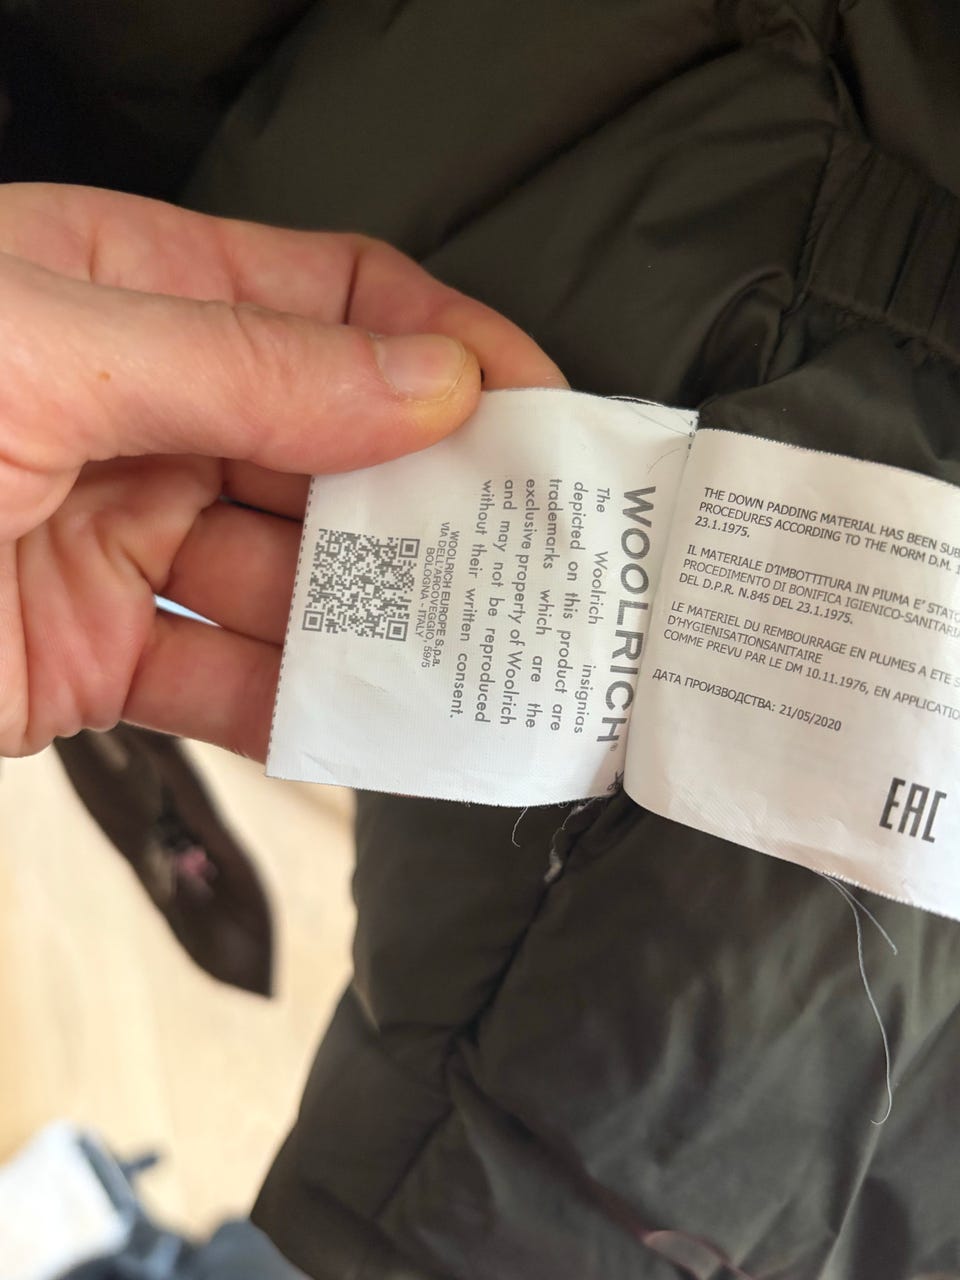 WOOLRICH®
The Woolrich insignias
depicted on this product are
trademarks which are the
exclusive property of Woolrich
and may not be reproduced
without their written consent.
WOOLRICH EUROPE S.p.a.
VIA DELL'ARCOVEGGIO, 59/5
BOLOGNA - ITALY
THE DOWN PADDING MATERIAL HAS BEEN
PROCEDURES ACCORDING TO THE NORM D.M.
23.1.1975.
IL MATERIALE D'IMBOTTITURA IN PIUMA E' STATO
PROCEDIMENTO DI BONIFICA IGIENICO-SANITARIA
DEL D.P.R. N.845 DEL 23.1.1975.
LE MATERIEL DU REMBOURRAGE EN PLUMES A ETE
D'HYGIENISATIONSANITAIRE
COME PREVU PAR LE DM 10.11.1976, EN APPLICATIO
ДАТА ПРОИЗВОДСТВА: 21/05/2020
EAC